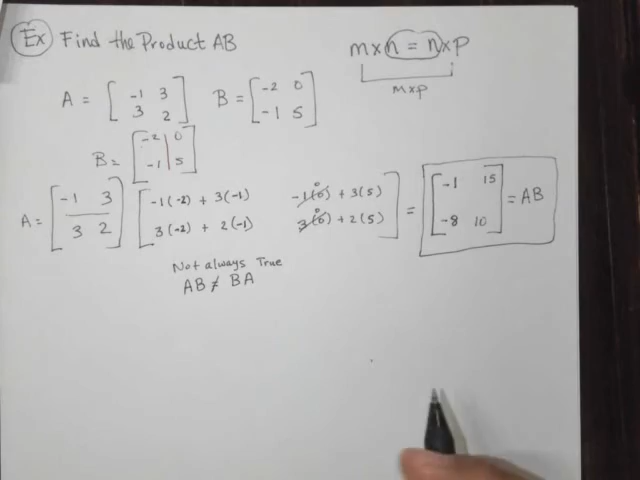 Ex Find the Product AB
m x n = n x p
m x p
A = [ -1 3
3 2 ] B = [ -2 0
-1 5 ]
B = [ -2 | 0
-1 | 5 ]
A = [ -1 3
3 2 ] [ -1(-2) + 3(-1) -1(0) 0 + 3(5)
3(-2) + 2(-1) 3(0) 0 + 2(5) ] = [ -1 15
-8 10 ] = AB
Not always True
AB ≠ BA